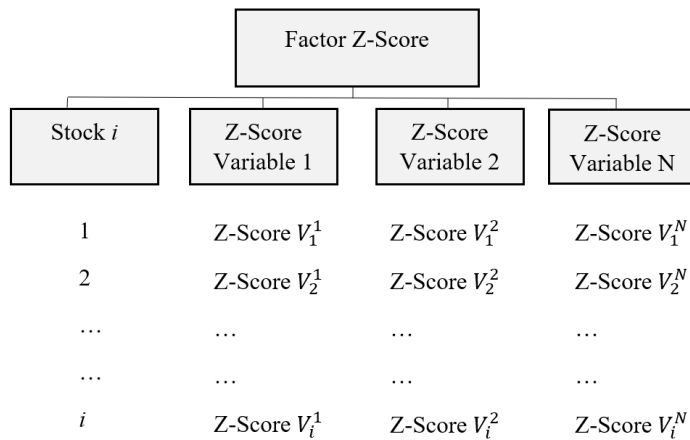 Factor Z-Score
Stock i
Z-Score
Variable 1
Z-Score
Variable 2
Z-Score
Variable N
1 Z-Score V₁¹ Z-Score V₁² Z-Score V₁ᴺ
2 Z-Score V₂¹ Z-Score V₂² Z-Score V₂ᴺ
... ... ... ...
... ... ... ...
i Z-Score Vᵢ¹ Z-Score Vᵢ² Z-Score Vᵢᴺ